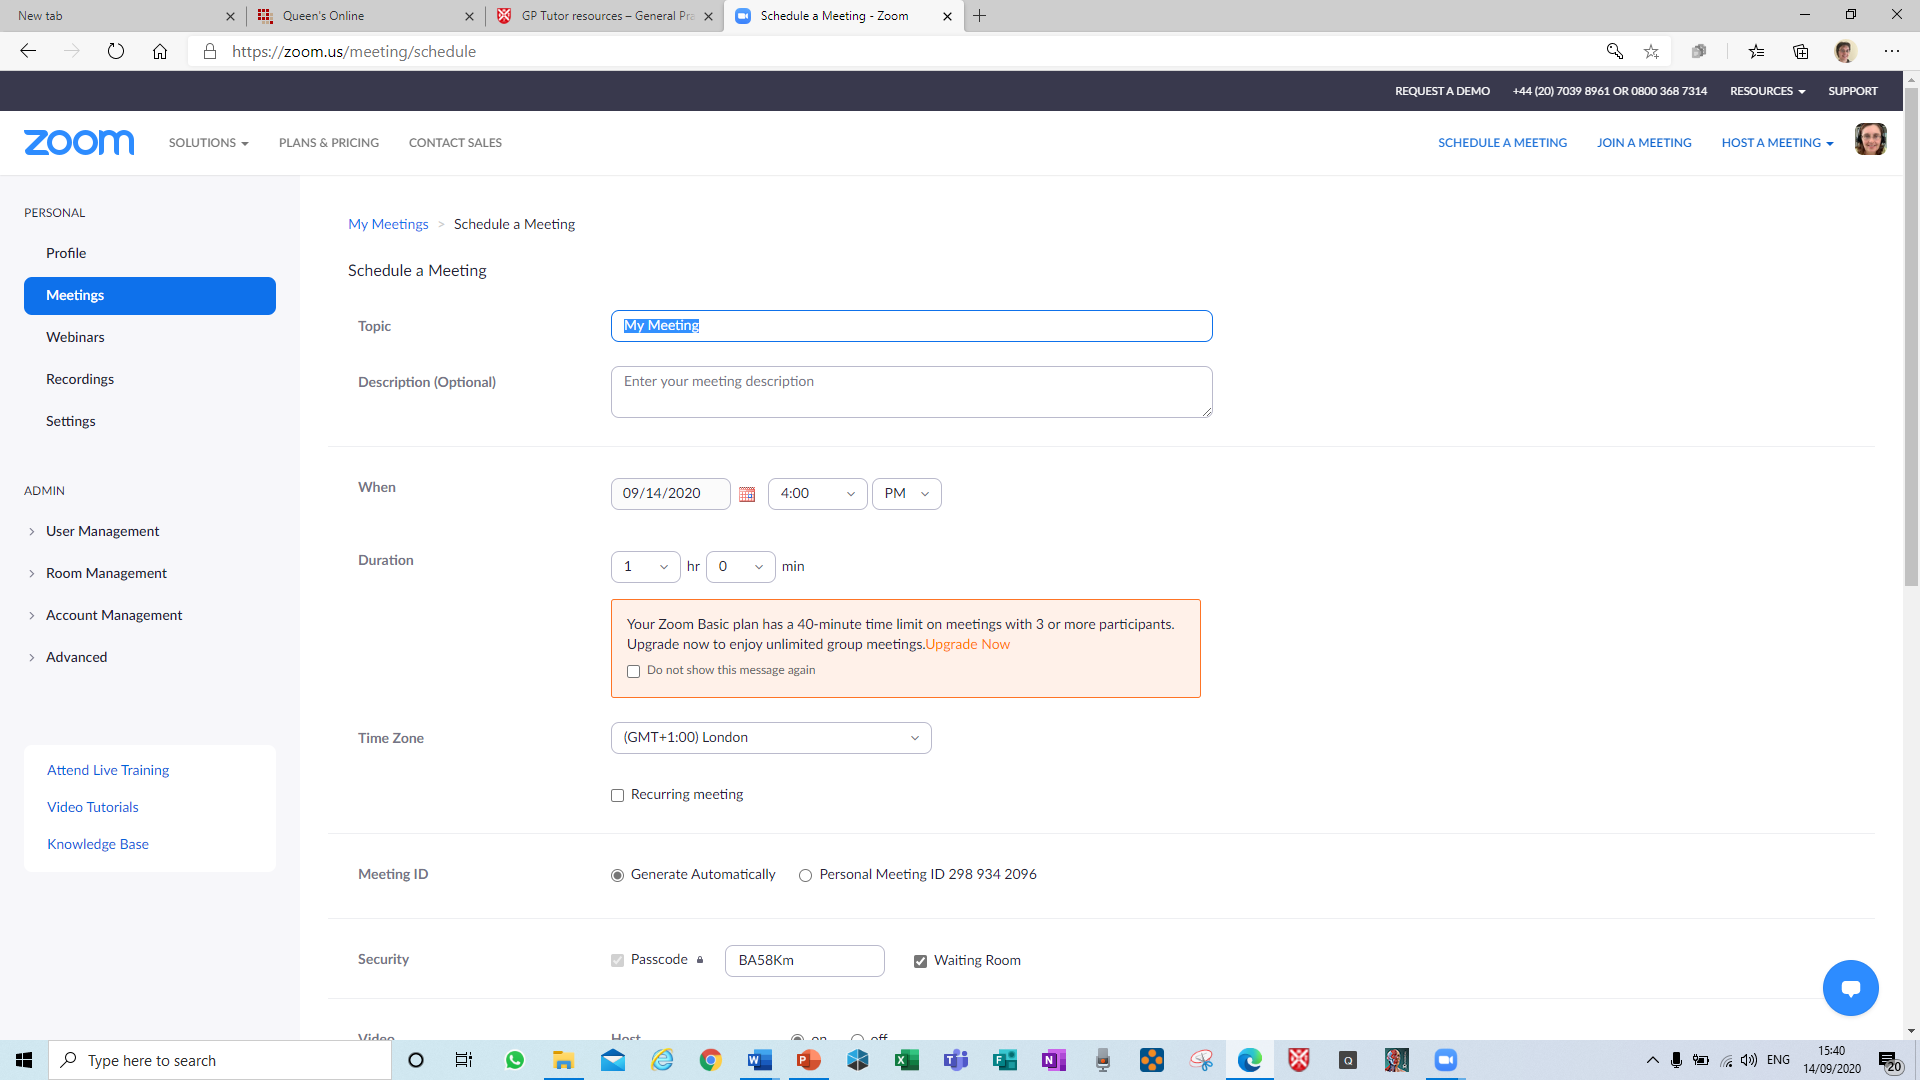 New tab
Queen's Online
GP Tutor resources – General Pra
Schedule a Meeting - Zoom
https://zoom.us/meeting/schedule
REQUEST A DEMO
+44 (20) 7039 8961 OR 0800 368 7314
RESOURCES
SUPPORT
zoom
SOLUTIONS
PLANS & PRICING
CONTACT SALES
SCHEDULE A MEETING
JOIN A MEETING
HOST A MEETING
PERSONAL
Profile
Meetings
Webinars
Recordings
Settings
ADMIN
User Management
Room Management
Account Management
Advanced
Attend Live Training
Video Tutorials
Knowledge Base
My Meetings > Schedule a Meeting
Schedule a Meeting
Topic
My Meeting
Description (Optional)
Enter your meeting description
When
09/14/2020
4:00
PM
Duration
1 hr 0 min
Your Zoom Basic plan has a 40-minute time limit on meetings with 3 or more participants.
Upgrade now to enjoy unlimited group meetings.Upgrade Now
Do not show this message again
Time Zone
(GMT+1:00) London
Recurring meeting
Meeting ID
Generate Automatically
Personal Meeting ID 298 934 2096
Security
Passcode
BA58Km
Waiting Room
Video
Host
on
off
Type here to search
ENG
15:40
14/09/2020
20